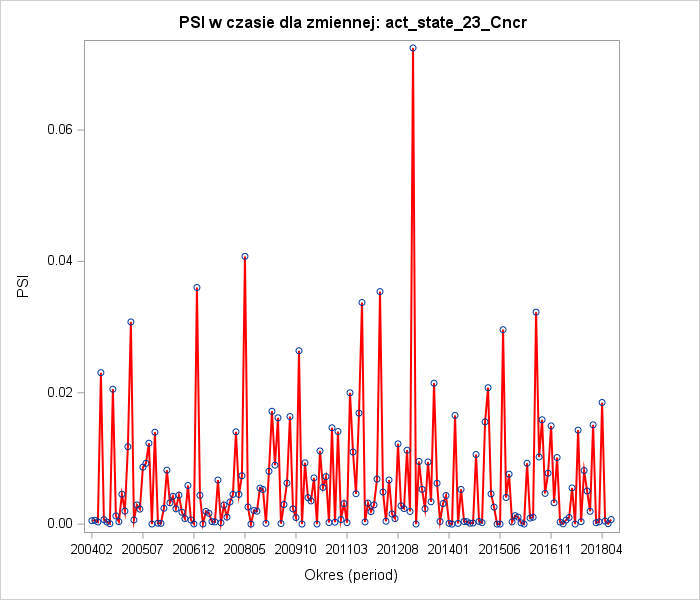 PSI w czasie dla zmiennej: act_state_23_Cncr
PSI
0.06
0.04
0.02
0.00
200402 200507 200612 200805 200910 201103 201208 201401 201506 201611 201804
Okres (period)